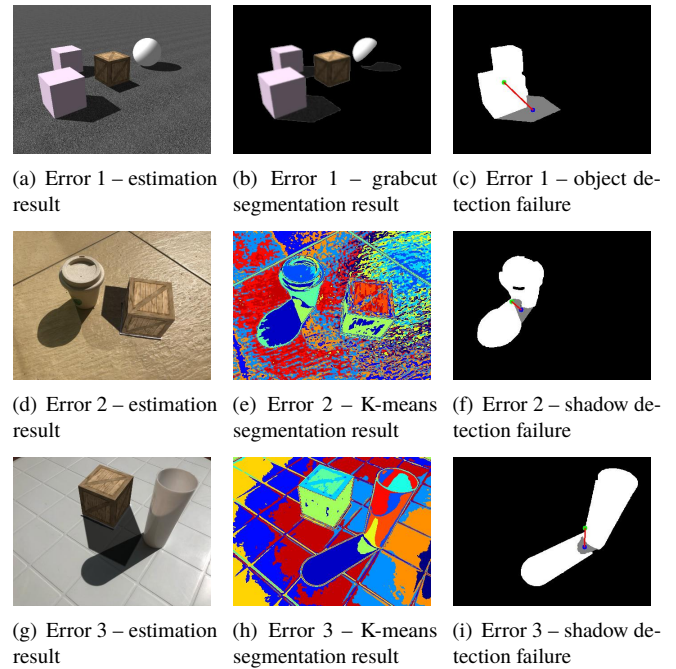 (a) Error 1 – estimation
result
(b) Error 1 – grabcut
segmentation result
(c) Error 1 – object de-
tection failure
(d) Error 2 – estimation
result
(e) Error 2 – K-means
segmentation result
(f) Error 2 – shadow de-
tection failure
(g) Error 3 – estimation
result
(h) Error 3 – K-means
segmentation result
(i) Error 3 – shadow de-
tection failure